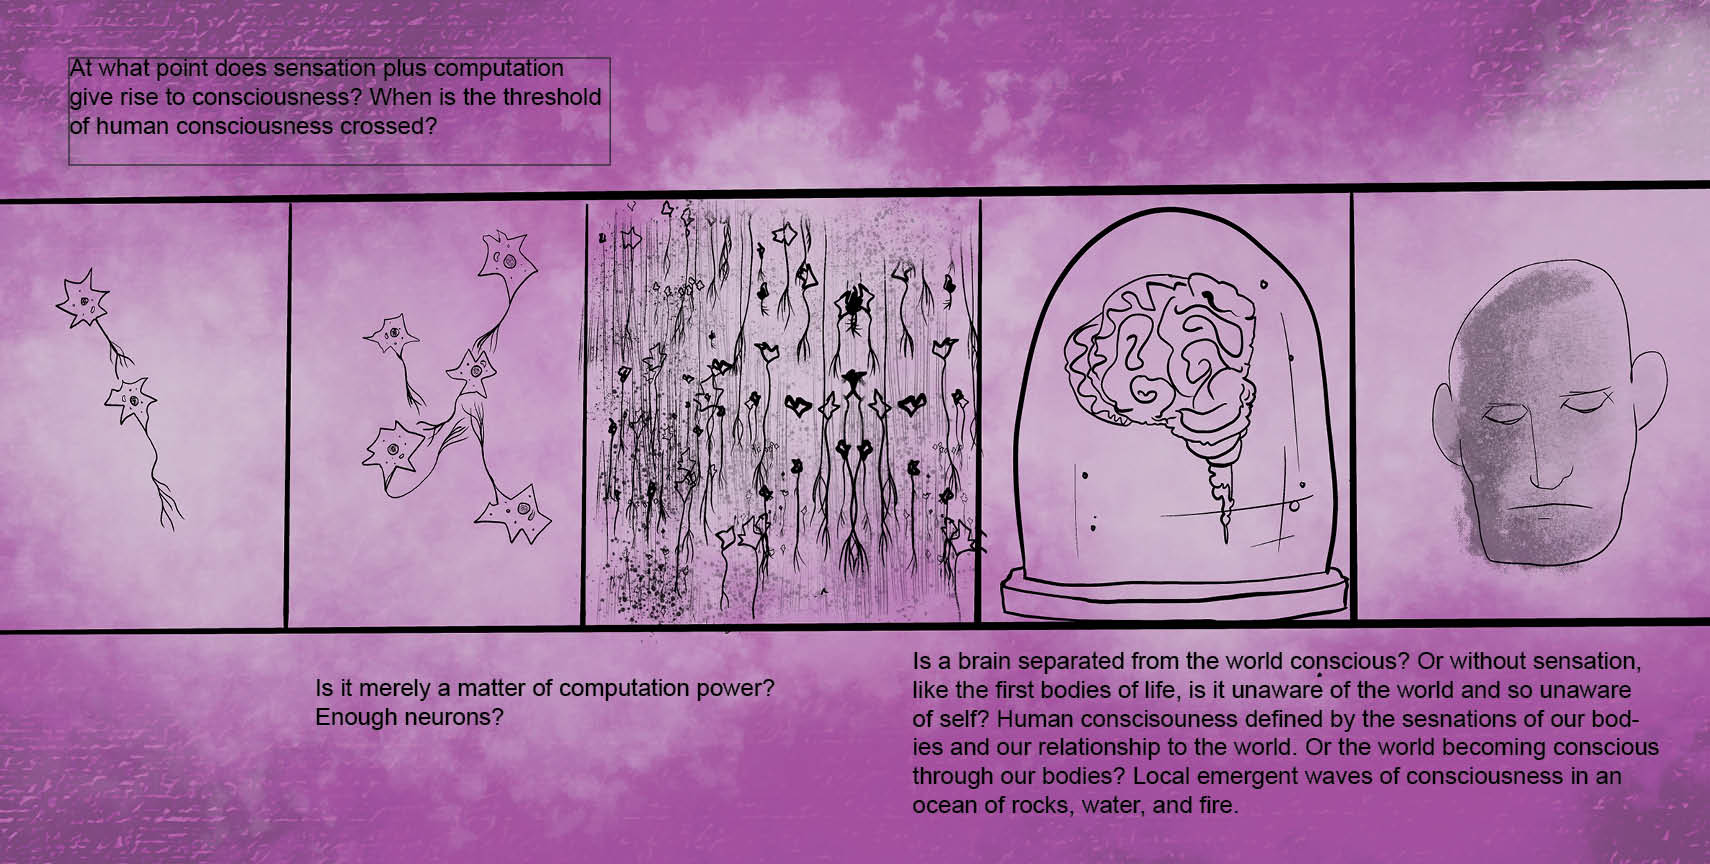 At what point does sensation plus computation
give rise to consciousness? When is the threshold
of human consciousness crossed?
Is it merely a matter of computation power?
Enough neurons?
Is a brain separated from the world conscious? Or without sensation,
like the first bodies of life, is it unaware of the world and so unaware
of self? Human conscisouness defined by the sesnations of our bod-
ies and our relationship to the world. Or the world becoming conscious
through our bodies? Local emergent waves of consciousness in an
ocean of rocks, water, and fire.